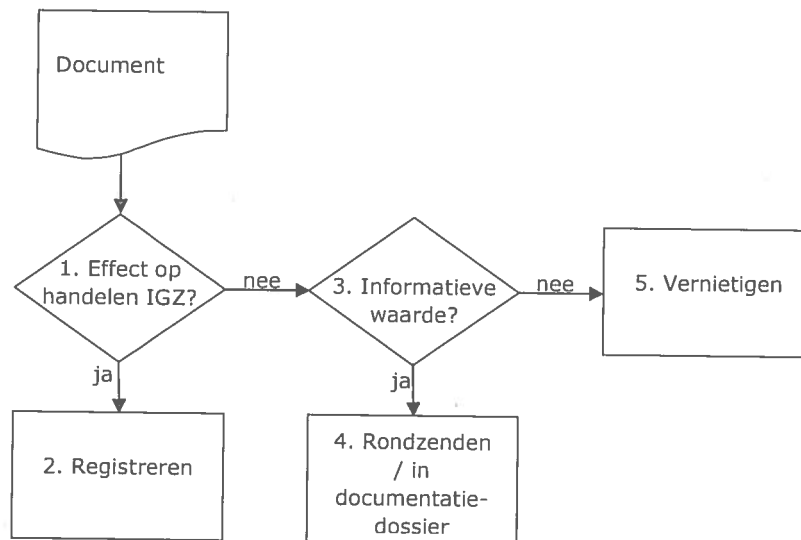 Document
1. Effect op
handelen IGZ?
nee
3. Informatieve
waarde?
nee
5. Vernietigen
ja
ja
2. Registreren
4. Rondzenden
/ in
documentatie-
dossier